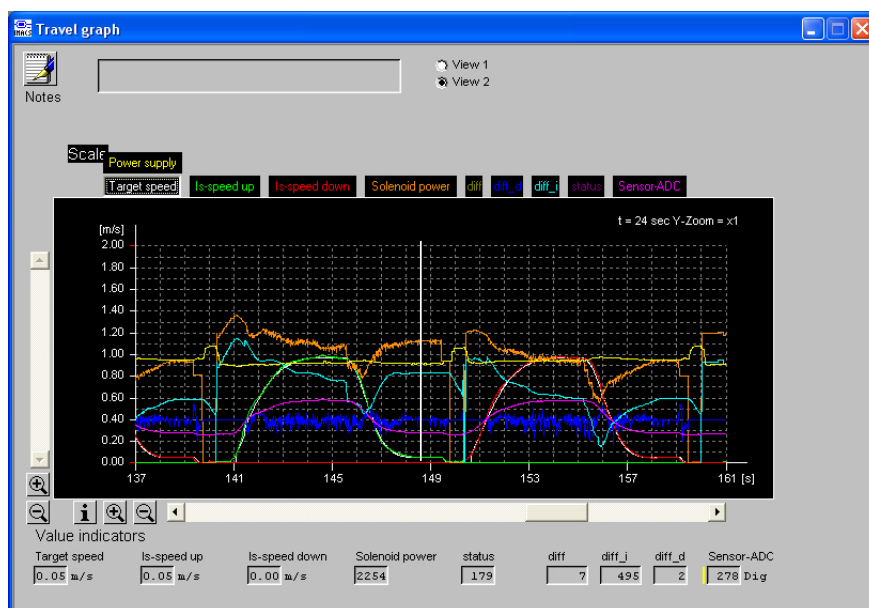 IMACS Travel graph
View 1
View 2
Notes
Scale
Power supply
Target speed Is-speed up Is-speed down Solenoid power diff diff_d diff_i status Sensor-ADC
t = 24 sec Y-Zoom = x1
[m/s]
2.00
1.80
1.60
1.40
1.20
1.00
0.80
0.60
0.40
0.20
0.00
137 141 145 149 153 157 161 [s]
Value indicators
Target speed Is-speed up Is-speed down Solenoid power status diff diff_i diff_d Sensor-ADC
0.05 m/s 0.05 m/s 0.00 m/s 2254 179 7 495 2 278 Dig